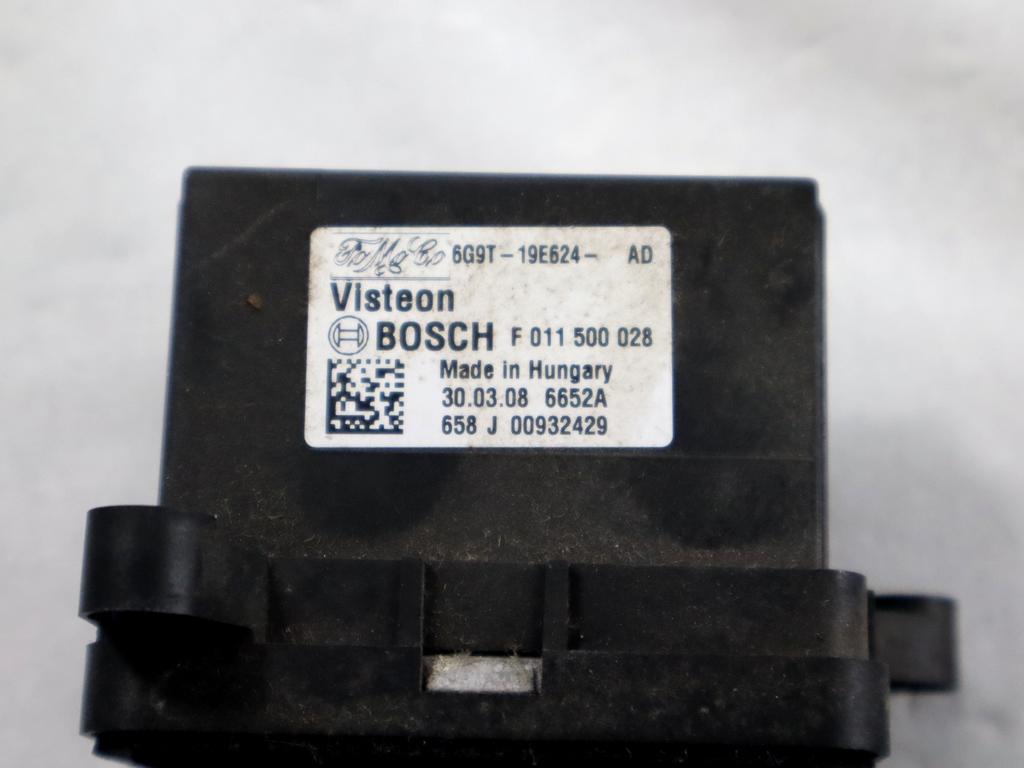 FoMoCo 6G9T-19E624- AD
Visteon
BOSCH F 011 500 028
Made in Hungary
30.03.08 6652A
658 J 00932429